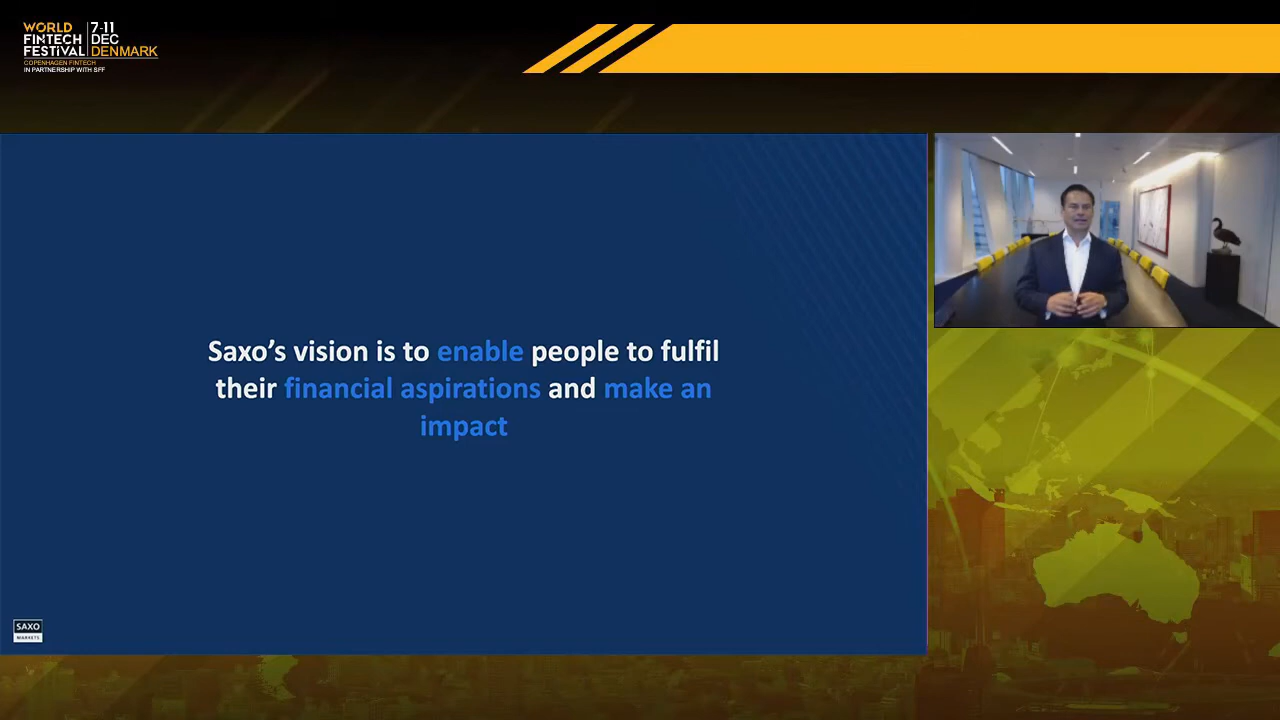 WORLD
FINTECH
FESTIVAL
7-11
DEC
DENMARK
COPENHAGEN FINTECH
IN PARTNERSHIP WITH SFF
Saxo's vision is to enable people to fulfil
their financial aspirations and make an
impact
SAXO
MARKETS